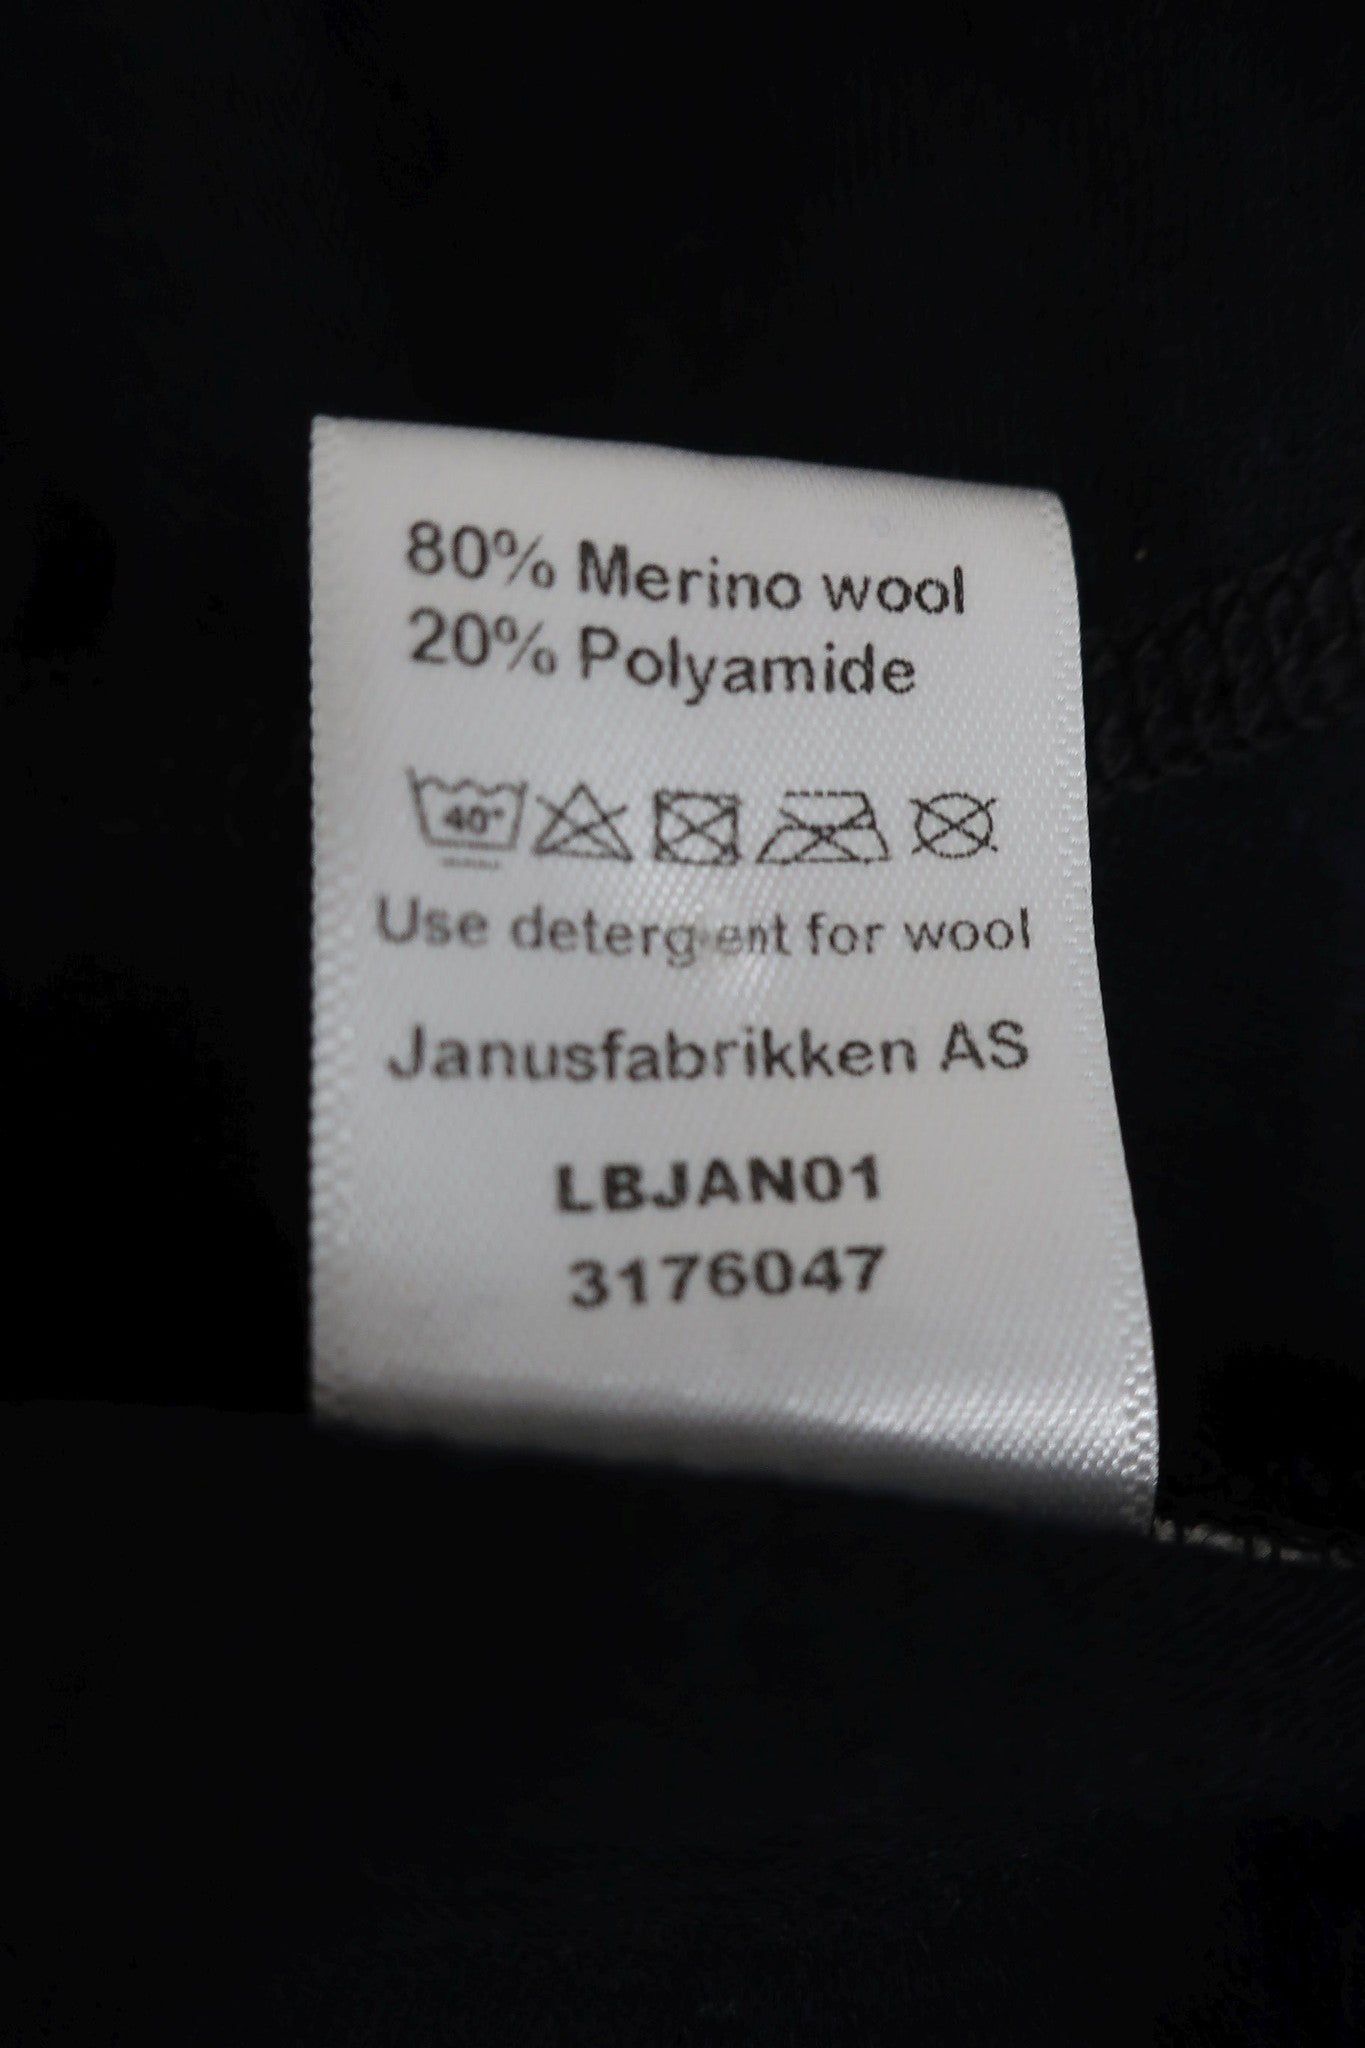 80% Merino wool
20% Polyamide
40°
Use detergent for wool
Janusfabrikken AS
LBJAN01
3176047